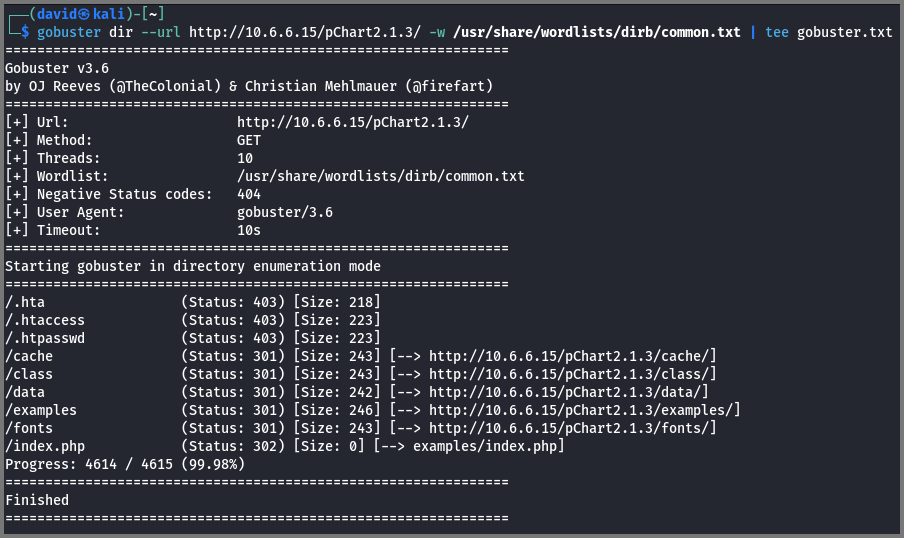 ┌──(david㉿kali)-[~]
└─$ gobuster dir --url http://10.6.6.15/pChart2.1.3/ -w /usr/share/wordlists/dirb/common.txt | tee gobuster.txt
===============================================================
Gobuster v3.6
by OJ Reeves (@TheColonial) & Christian Mehlmauer (@firefart)
===============================================================
[+] Url:                     http://10.6.6.15/pChart2.1.3/
[+] Method:                  GET
[+] Threads:                 10
[+] Wordlist:                /usr/share/wordlists/dirb/common.txt
[+] Negative Status codes:   404
[+] User Agent:              gobuster/3.6
[+] Timeout:                 10s
===============================================================
Starting gobuster in directory enumeration mode
===============================================================
/.hta                 (Status: 403) [Size: 218]
/.htaccess            (Status: 403) [Size: 223]
/.htpasswd            (Status: 403) [Size: 223]
/cache                (Status: 301) [Size: 243] [--> http://10.6.6.15/pChart2.1.3/cache/]
/class                (Status: 301) [Size: 243] [--> http://10.6.6.15/pChart2.1.3/class/]
/data                 (Status: 301) [Size: 242] [--> http://10.6.6.15/pChart2.1.3/data/]
/examples             (Status: 301) [Size: 246] [--> http://10.6.6.15/pChart2.1.3/examples/]
/fonts                (Status: 301) [Size: 243] [--> http://10.6.6.15/pChart2.1.3/fonts/]
/index.php            (Status: 302) [Size: 0] [--> examples/index.php]
Progress: 4614 / 4615 (99.98%)
===============================================================
Finished
===============================================================